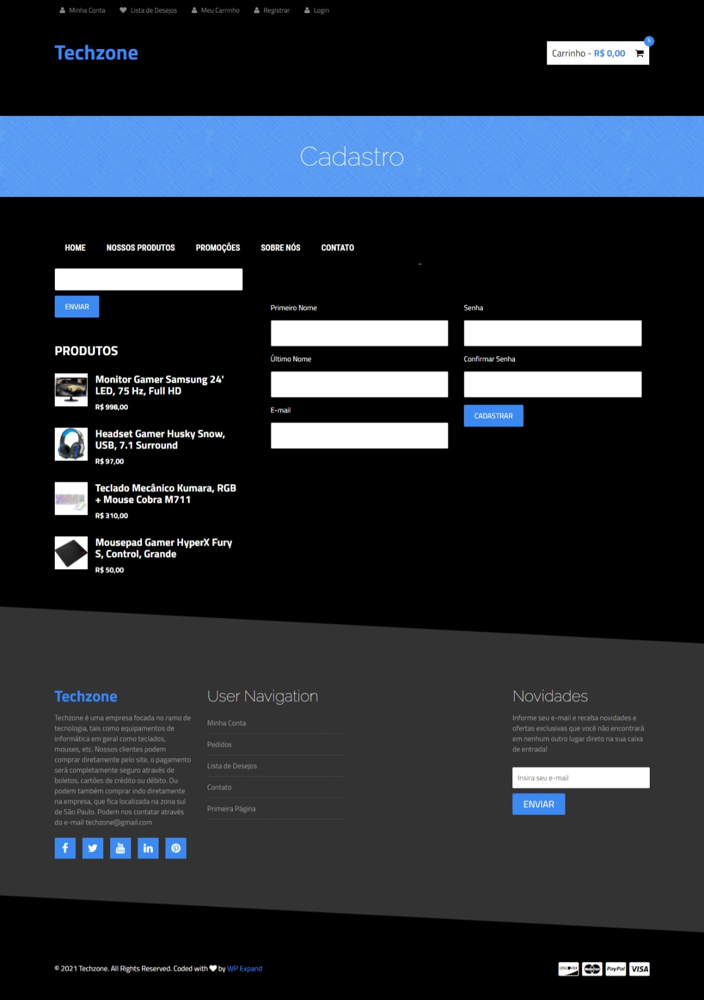 Minha Conta Lista de Desejos Meu Carrinho Registrar Login
Techzone
Carrinho - R$ 0,00
5
Cadastro
HOME NOSSOS PRODUTOS PROMOÇÕES SOBRE NÓS CONTATO
–
ENVIAR
PRODUTOS
Monitor Gamer Samsung 24'
LED, 75 Hz, Full HD
R$ 998,00
Headset Gamer Husky Snow,
USB, 7.1 Surround
R$ 97,00
Teclado Mecânico Kumara, RGB
+ Mouse Cobra M711
R$ 310,00
Mousepad Gamer HyperX Fury
S, Control, Grande
R$ 50,00
Primeiro Nome
Último Nome
E-mail
Senha
Confirmar Senha
CADASTRAR
Techzone
Techzone é uma empresa focada no ramo de
tecnologia, tais como equipamentos de
informática em geral como teclados,
mouses, etc. Nossos clientes podem
comprar diretamente pelo site, o pagamento
será completamente seguro através de
boletos, cartões de crédito ou débito. Ou
podem também comprar indo diretamente
na empresa, que fica localizada na zona sul
de São Paulo. Podem nos contatar através
do e-mail techzone@gmail.com
You Tube
User Navigation
Minha Conta
Pedidos
Lista de Desejos
Contato
Primeira Página
Novidades
Informe seu e-mail e receba novidades e
ofertas exclusivas que você não encontrará
em nenhum outro lugar direto na sua caixa
de entrada!
Insira seu e-mail
ENVIAR
© 2021 Techzone. All Rights Reserved. Coded with by WP Expand
DISCOVER MasterCard PayPal VISA